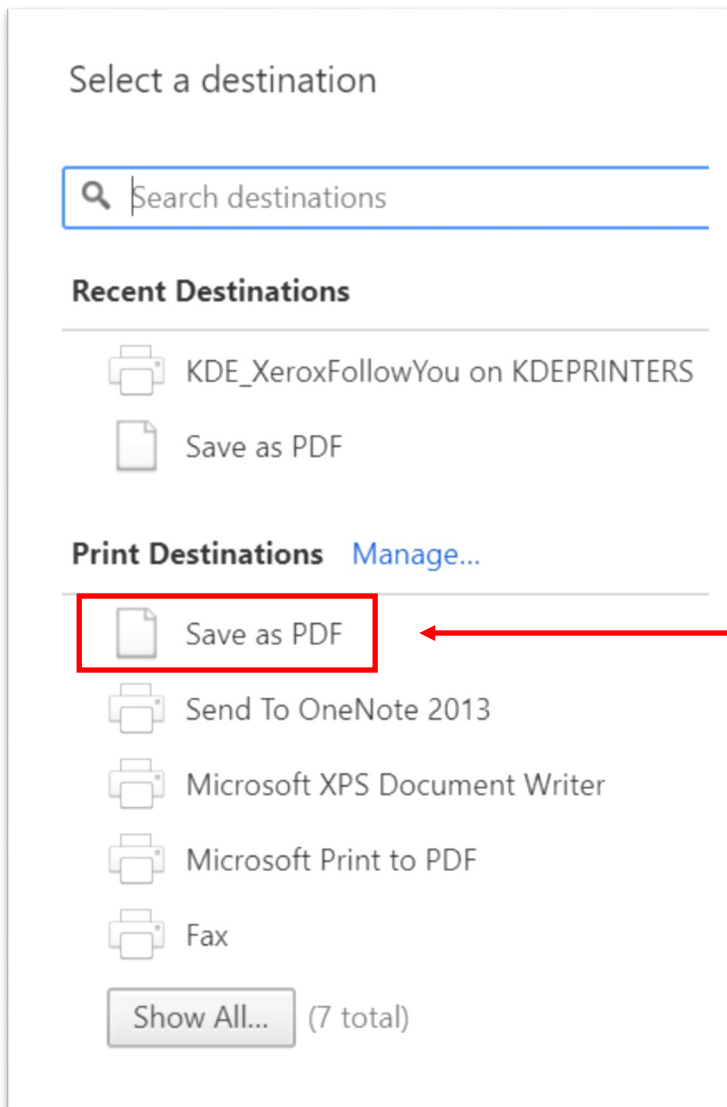 Select a destination
Search destinations
Recent Destinations
KDE_XeroxFollowYou on KDEPRINTERS
Save as PDF
Print Destinations Manage...
Save as PDF
Send To OneNote 2013
Microsoft XPS Document Writer
Microsoft Print to PDF
Fax
Show All... (7 total)